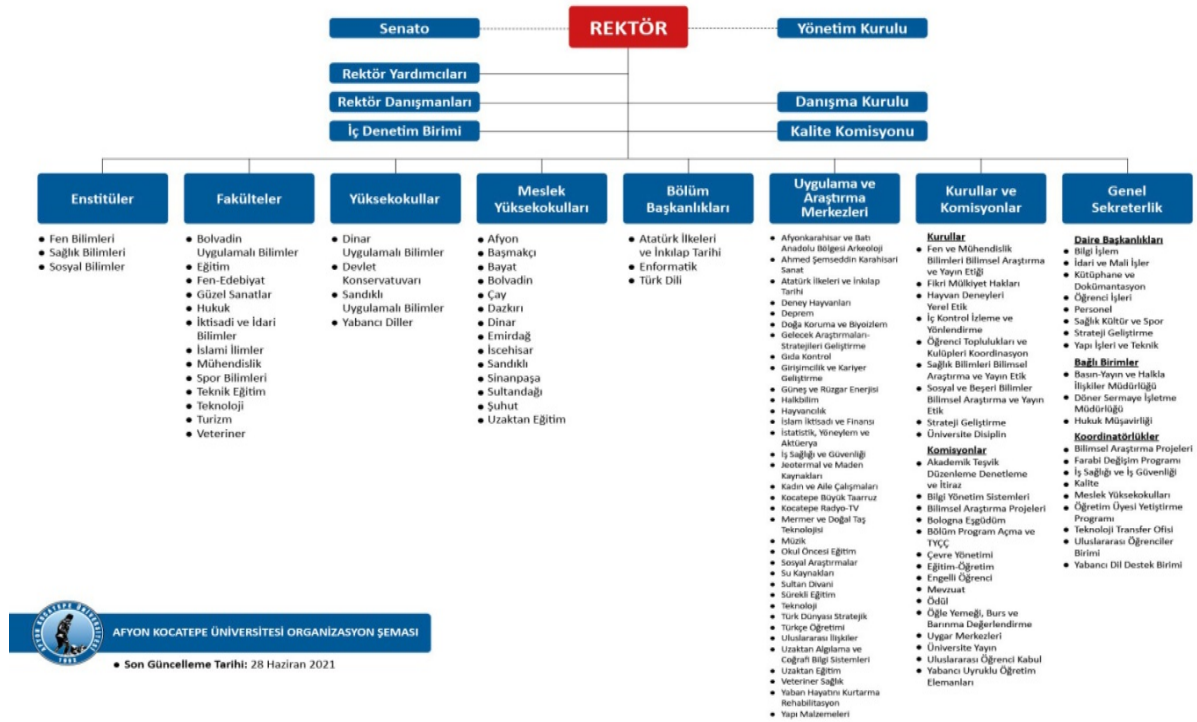 Senato
REKTÖR
Yönetim Kurulu
Rektör Yardımcıları
Rektör Danışmanları
Danışma Kurulu
İç Denetim Birimi
Kalite Komisyonu
Enstitüler
● Fen Bilimleri
● Sağlık Bilimleri
● Sosyal Bilimler
Fakülteler
● Bolvadin
Uygulamalı Bilimler
● Eğitim
● Fen-Edebiyat
● Güzel Sanatlar
● Hukuk
● İktisadi ve İdari
Bilimler
● İslami İlimler
● Mühendislik
● Spor Bilimleri
● Teknik Eğitim
● Teknoloji
● Turizm
● Veteriner
Yüksekokullar
● Dinar
Uygulamalı Bilimler
● Devlet
Konservatuvarı
● Sandıklı
Uygulamalı Bilimler
● Yabancı Diller
Meslek
Yüksekokulları
● Afyon
● Başmakçı
● Bayat
● Bolvadin
● Çay
● Dazkırı
● Dinar
● Emirdağ
● İscehisar
● Sandıklı
● Sinanpaşa
● Sultandağı
● Şuhut
● Uzaktan Eğitim
Bölüm
Başkanlıkları
● Atatürk İlkeleri
ve İnkılap Tarihi
● Enformatik
● Türk Dili
Uygulama ve
Araştırma
Merkezleri
● Afyonkarahisar ve Batı
Anadolu Bölgesi Arkeoloji
● Ahmed Şemseddin Karahisari
Sanat
● Atatürk İlkeleri ve İnkılap
Tarihi
● Deney Hayvanları
● Deprem
● Doğa Koruma ve Biyoizlem
● Gelecek Araştırmaları-
Stratejileri Geliştirme
● Gıda Kontrol
● Girişimcilik ve Kariyer
Geliştirme
● Güneş ve Rüzgar Enerjisi
● Halkbilim
● Hayvancılık
● İslam İktisadı ve Finansı
● İstatistik, Yöneylem ve
Aktüerya
● İş Sağlığı ve Güvenliği
● Jeotermal ve Maden
Kaynakları
● Kadın ve Aile Çalışmaları
● Kocatepe Büyük Taarruz
● Kocatepe Radyo-TV
● Mermer ve Doğal Taş
Teknolojisi
● Müzik
● Okul Öncesi Eğitim
● Sosyal Araştırmalar
● Su Kaynakları
● Sultan Divani
● Sürekli Eğitim
● Teknoloji
● Türk Dünyası Stratejik
● Türkçe Öğretimi
● Uluslararası İlişkiler
● Uzaktan Algılama ve
Coğrafi Bilgi Sistemleri
● Uzaktan Eğitim
● Veteriner Sağlık
● Yaban Hayatını Kurtarma
Rehabilitasyon
● Yapı Malzemeleri
Kurullar ve
Komisyonlar
Kurullar
● Fen ve Mühendislik
Bilimleri Bilimsel Araştırma
ve Yayın Etiği
● Fikri Mülkiyet Hakları
● Hayvan Deneyleri
Yerel Etik
● İç Kontrol İzleme ve
Yönlendirme
● Öğrenci Toplulukları ve
Kulüpleri Koordinasyon
● Sağlık Bilimleri Bilimsel
Araştırma ve Yayın Etik
● Sosyal ve Beşeri Bilimler
Bilimsel Araştırma ve Yayın
Etik
● Strateji Geliştirme
● Üniversite Disiplin
Komisyonlar
● Akademik Teşvik
Düzenleme Denetleme
ve İtiraz
● Bilgi Yönetim Sistemleri
● Bilimsel Araştırma Projeleri
● Bologna Eşgüdüm
● Bölüm Program Açma ve
TYÇÇ
● Çevre Yönetimi
● Eğitim-Öğretim
● Engelli Öğrenci
● Mevzuat
● Ödül
● Öğle Yemeği, Burs ve
Barınma Değerlendirme
● Uygar Merkezleri
● Üniversite Yayın
● Uluslararası Öğrenci Kabul
● Yabancı Uyruklu Öğretim
Elemanları
Genel
Sekreterlik
Daire Başkanlıkları
● Bilgi İşlem
● İdari ve Mali İşler
● Kütüphane ve
Dokümantasyon
● Öğrenci İşleri
● Personel
● Sağlık Kültür ve Spor
● Strateji Geliştirme
● Yapı İşleri ve Teknik
Bağlı Birimler
● Basın-Yayın ve Halkla
İlişkiler Müdürlüğü
● Döner Sermaye İşletme
Müdürlüğü
● Hukuk Müşavirliği
Koordinatörlükler
● Bilimsel Araştırma Projeleri
● Farabi Değişim Programı
● İş Sağlığı ve İş Güvenliği
● Kalite
● Meslek Yüksekokulları
● Öğretim Üyesi Yetiştirme
Programı
● Teknoloji Transfer Ofisi
● Uluslararası Öğrenciler
Birimi
● Yabancı Dil Destek Birimi
AFYON KOCATEPE ÜNİVERSİTESİ
1992
AFYON KOCATEPE ÜNİVERSİTESİ ORGANİZASYON ŞEMASI
● Son Güncelleme Tarihi: 28 Haziran 2021